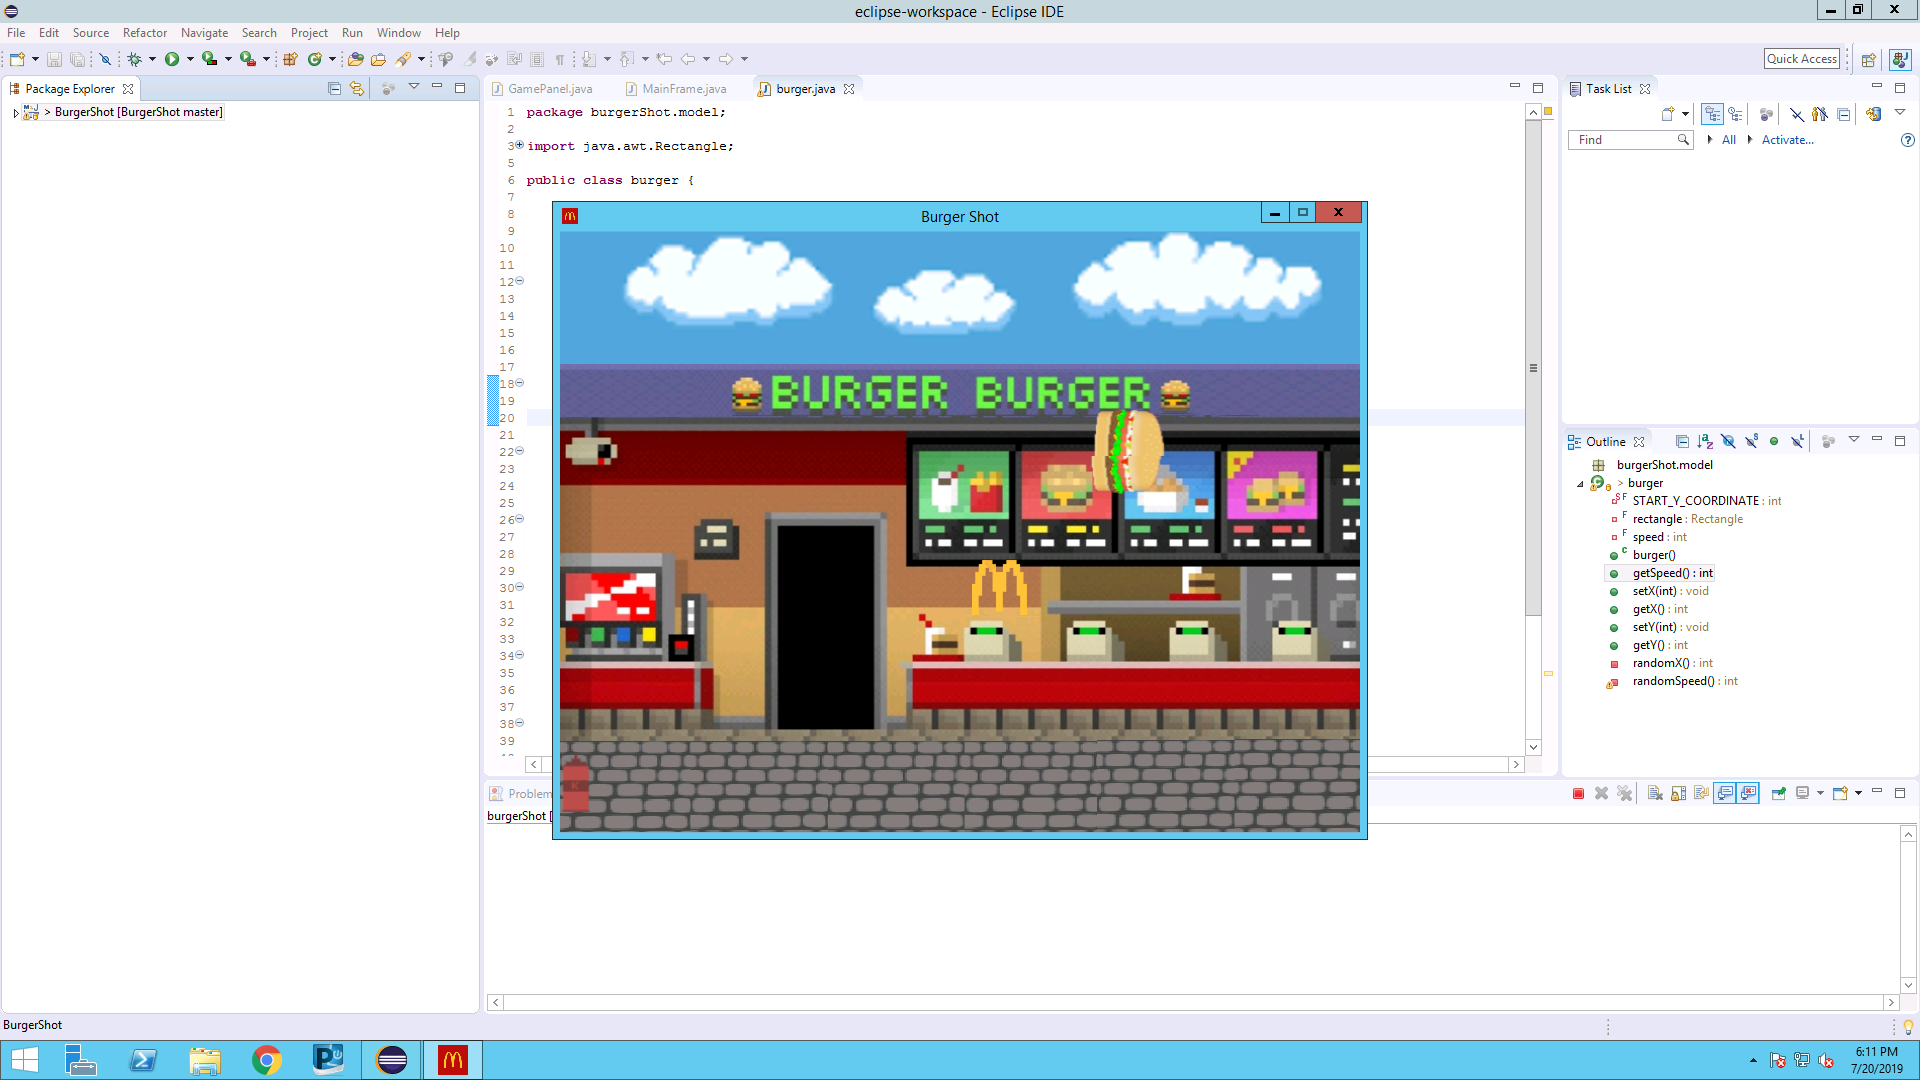 eclipse-workspace - Eclipse IDE
File Edit Source Refactor Navigate Search Project Run Window Help
Quick Access
Package Explorer
> BurgerShot [BurgerShot master]
GamePanel.java
MainFrame.java
burger.java
1 package burgerShot.model;
2
3 import java.awt.Rectangle;
5
6 public class burger {
7
8
9
10
11
12
13
14
15
16
17
18
19
20
21
22
23
24
25
26
27
28
29
30
31
32
33
34
35
36
37
38
39
Burger Shot
BURGER BURGER
Task List
Find
All
Activate...
Outline
burgerShot.model
> burger
START_Y_COORDINATE : int
rectangle : Rectangle
speed : int
burger()
getSpeed() : int
setX(int) : void
getX() : int
setY(int) : void
getY() : int
randomX() : int
randomSpeed() : int
Problem
burgerShot [
BurgerShot
6:11 PM
7/20/2019